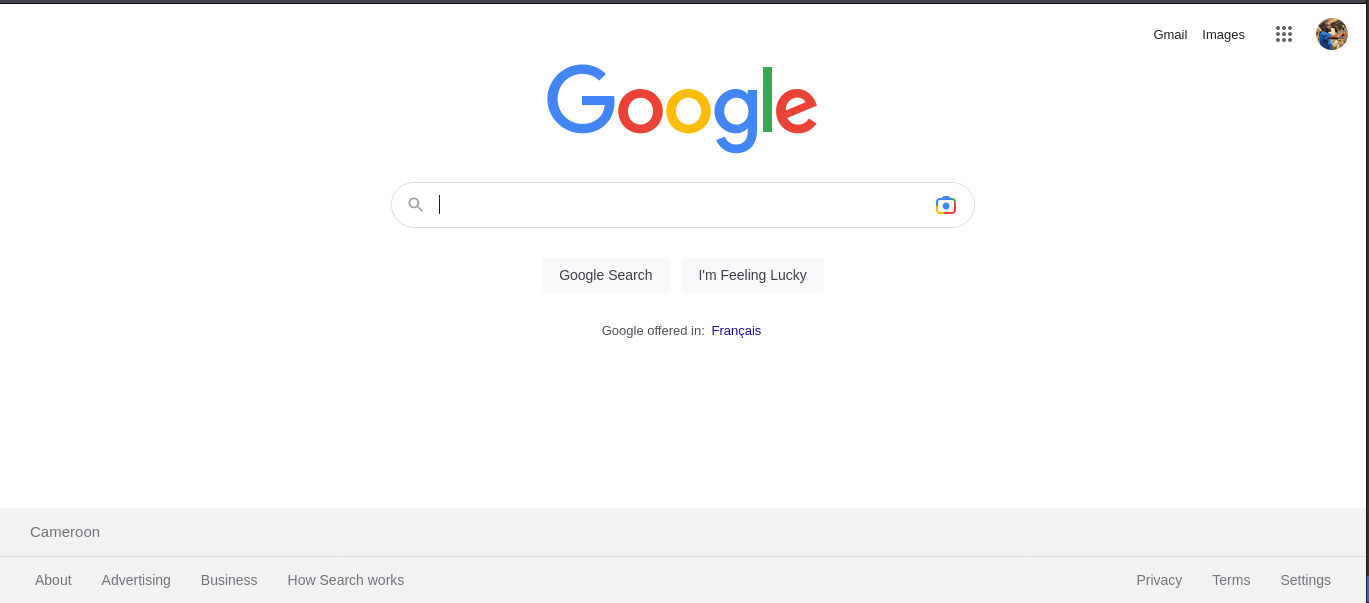 Gmail Images
Google
Google Search I'm Feeling Lucky
Google offered in: Français
Cameroon
About Advertising Business How Search works Privacy Terms Settings